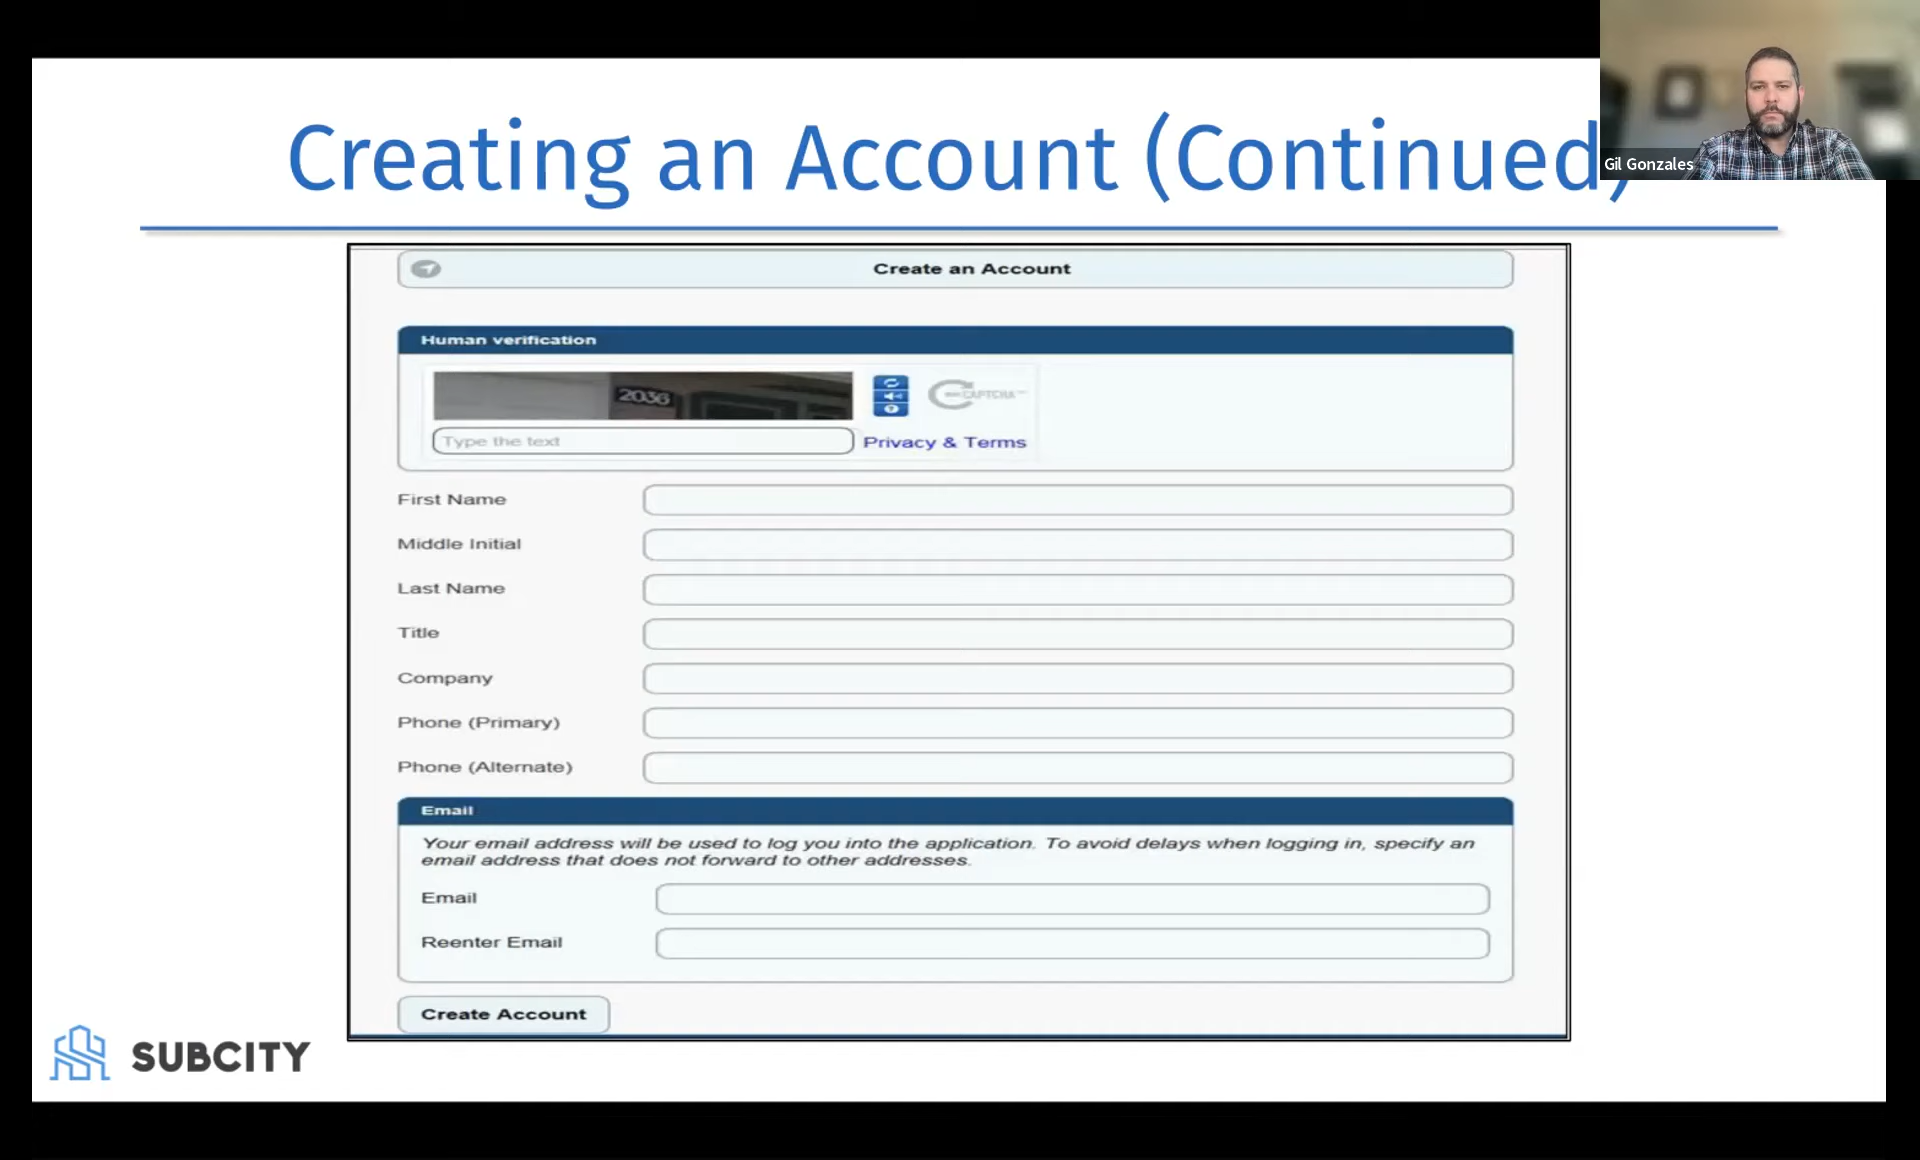 Creating an Account (Continued)
Gil Gonzales
Create an Account
Human verification
2036
CAPTCHA
Type the text
Privacy & Terms
First Name
Middle Initial
Last Name
Title
Company
Phone (Primary)
Phone (Alternate)
Email
Your email address will be used to log you into the application. To avoid delays when logging in, specify an
email address that does not forward to other addresses.
Email
Reenter Email
Create Account
SUBCITY